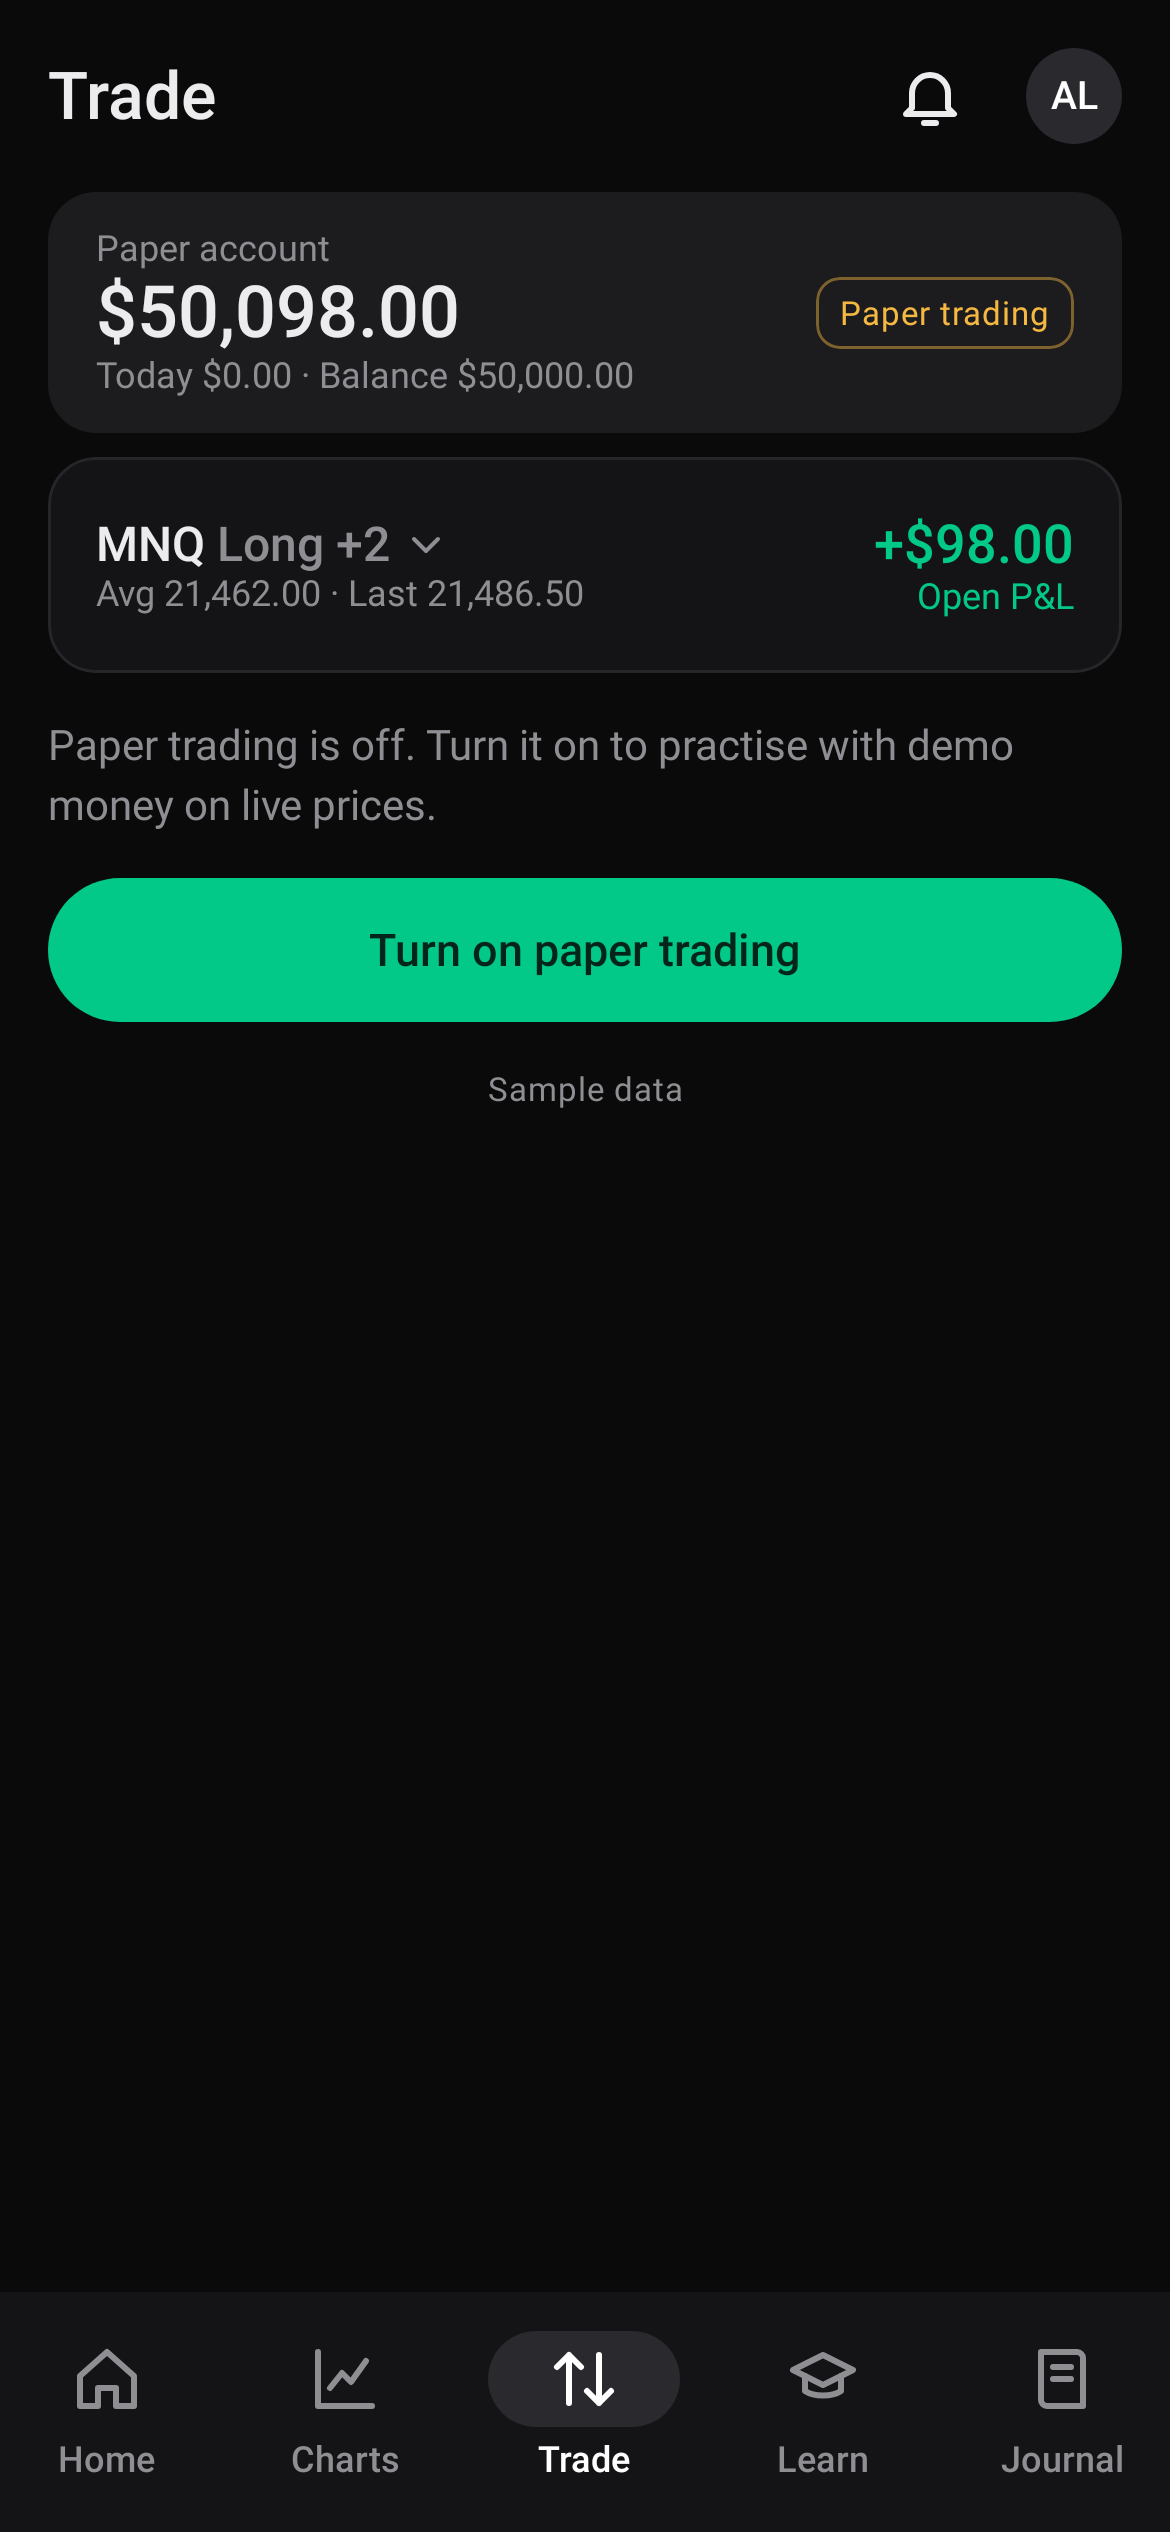 Trade
AL
Paper account
$50,098.00
Paper trading
Today $0.00 · Balance $50,000.00
MNQ Long +2
+$98.00
Avg 21,462.00 · Last 21,486.50
Open P&L
Paper trading is off. Turn it on to practise with demo
money on live prices.
Turn on paper trading
Sample data
Home
Charts
Trade
Learn
Journal